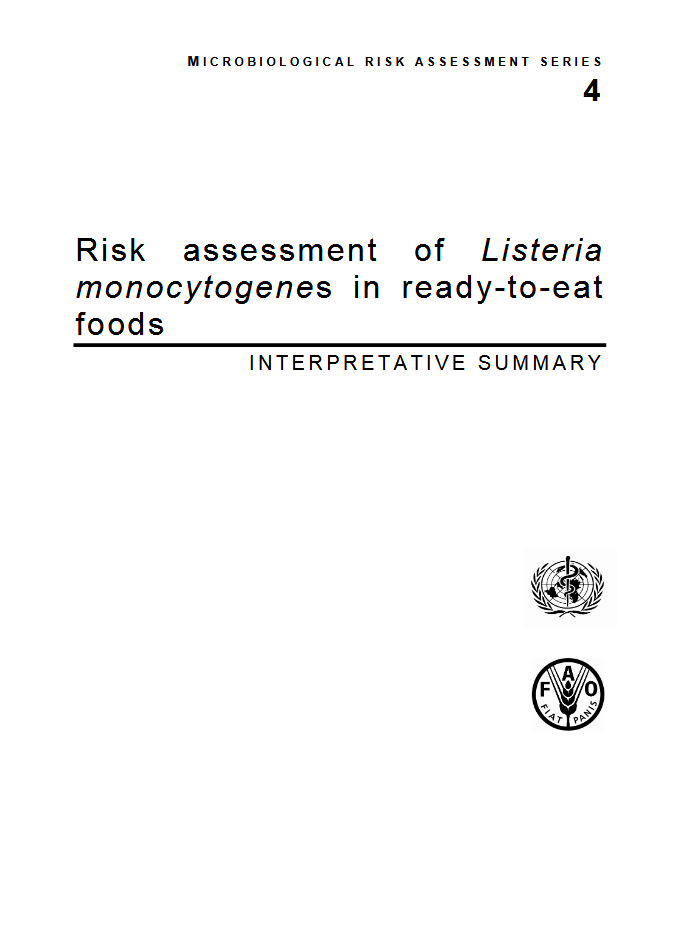 MICROBIOLOGICAL RISK ASSESSMENT SERIES
4
Risk assessment of Listeria
monocytogenes in ready-to-eat
foods
INTERPRETATIVE SUMMARY
F A O
FIAT PANIS